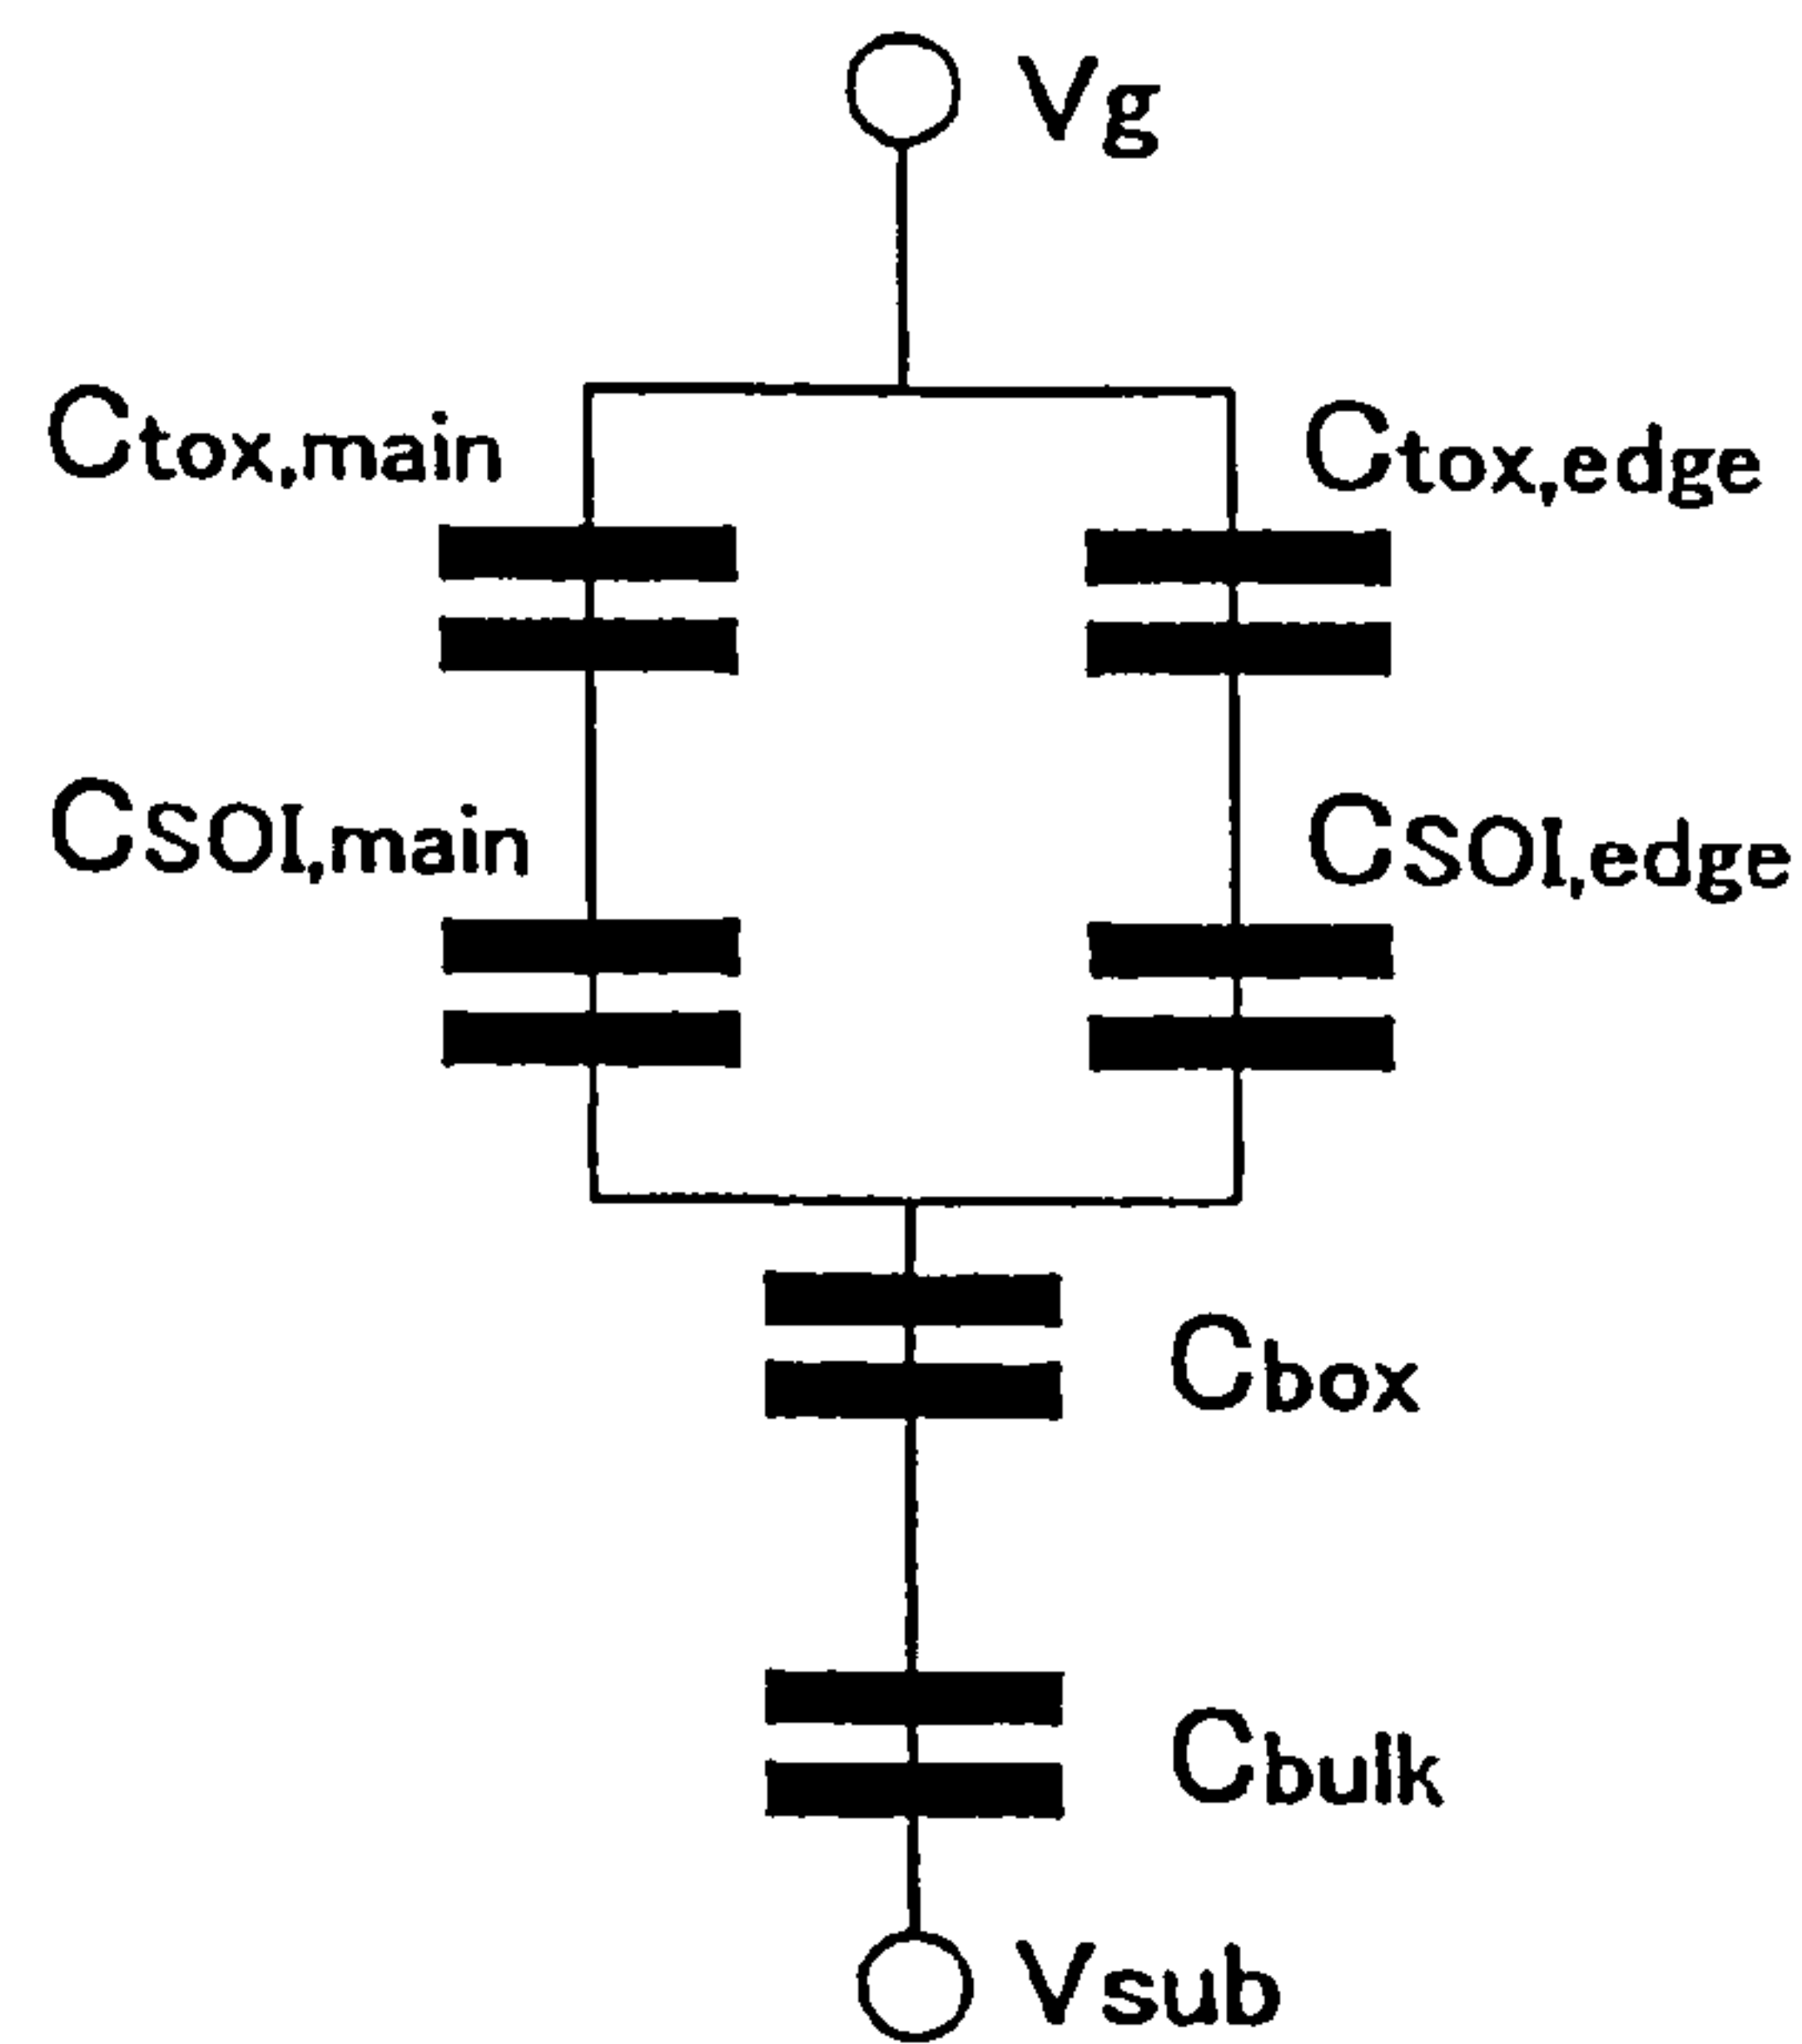 Vg
Ctox,main
Ctox,edge
CSOI,main
CSOI,edge
Cbox
Cbulk
Vsub